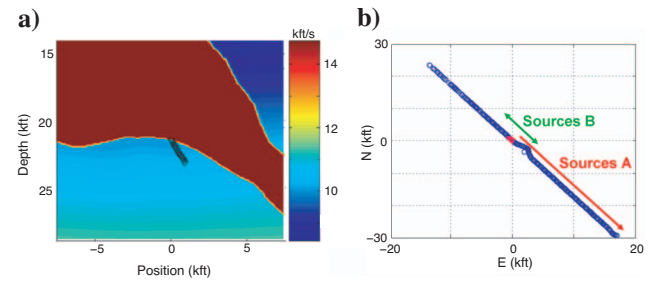 a)
kft/s
15
20
25
Depth (kft)
−5
0
5
Position (kft)
14
12
10
b)
30
0
−30
N (kft)
Sources B
Sources A
−20
0
20
E (kft)